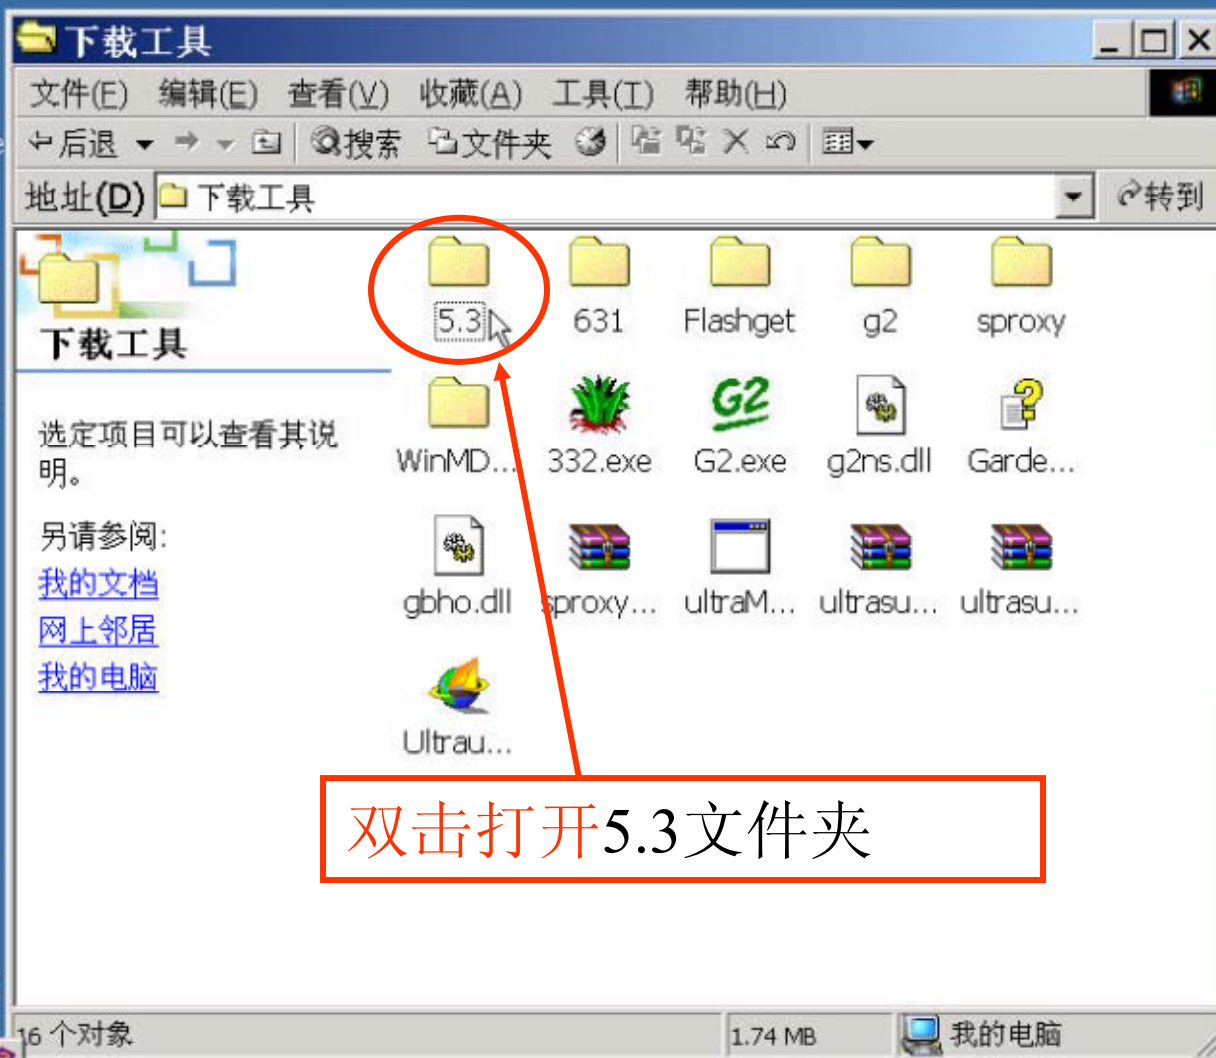 下载工具
文件(F) 编辑(E) 查看(V) 收藏(A) 工具(T) 帮助(H)
后退 搜索 文件夹
地址(D) 下载工具 转到
下载工具
选定项目可以查看其说
明。
另请参阅:
我的文档
网上邻居
我的电脑
5.3 631 Flashget g2 sproxy
WinMD... 332.exe G2.exe g2ns.dll Garde...
gbho.dll sproxy... ultraM... ultrasu... ultrasu...
Ultrau...
双击打开5.3文件夹
16 个对象 1.74 MB 我的电脑